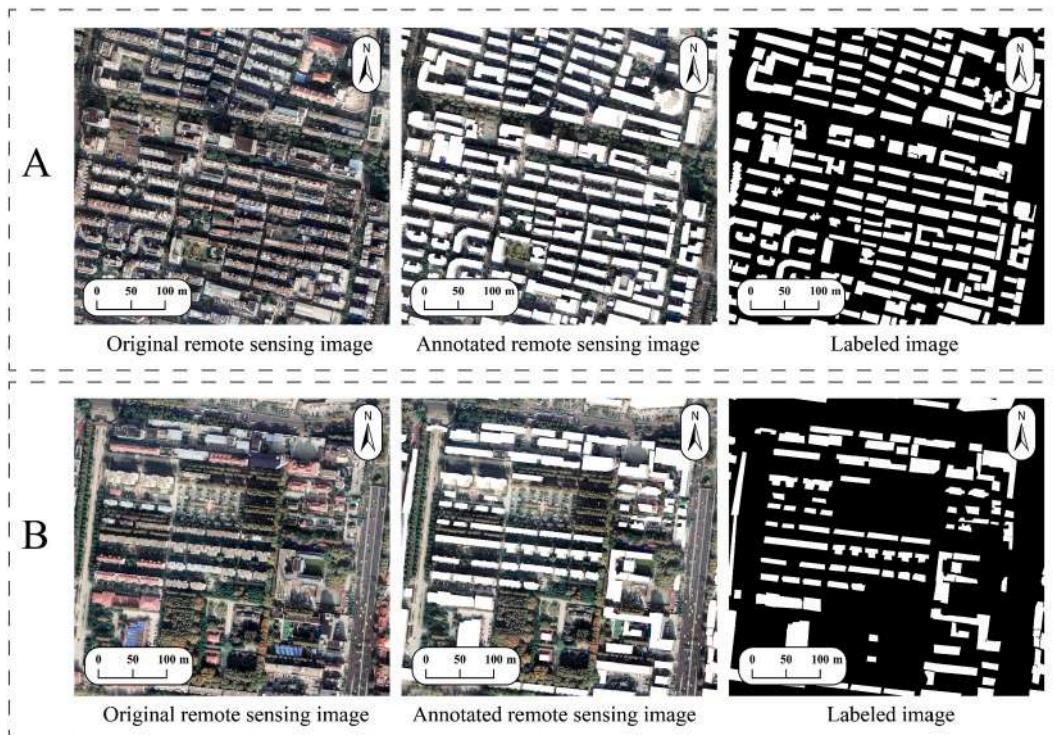 A
N
N
N
0 50 100 m
0 50 100 m
0 50 100 m
Original remote sensing image
Annotated remote sensing image
Labeled image
B
N
N
N
0 50 100 m
0 50 100 m
0 50 100 m
Original remote sensing image
Annotated remote sensing image
Labeled image